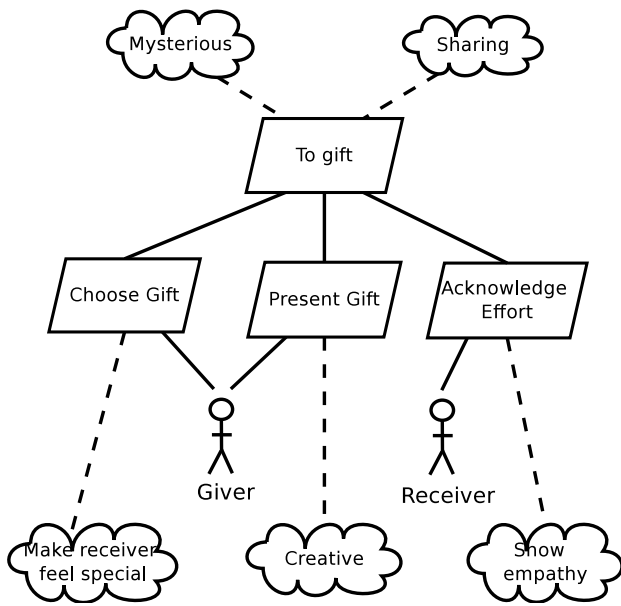 Mysterious
Sharing
To gift
Choose Gift
Present Gift
Acknowledge
Effort
Giver
Receiver
Make receiver
feel special
Creative
Show
empathy